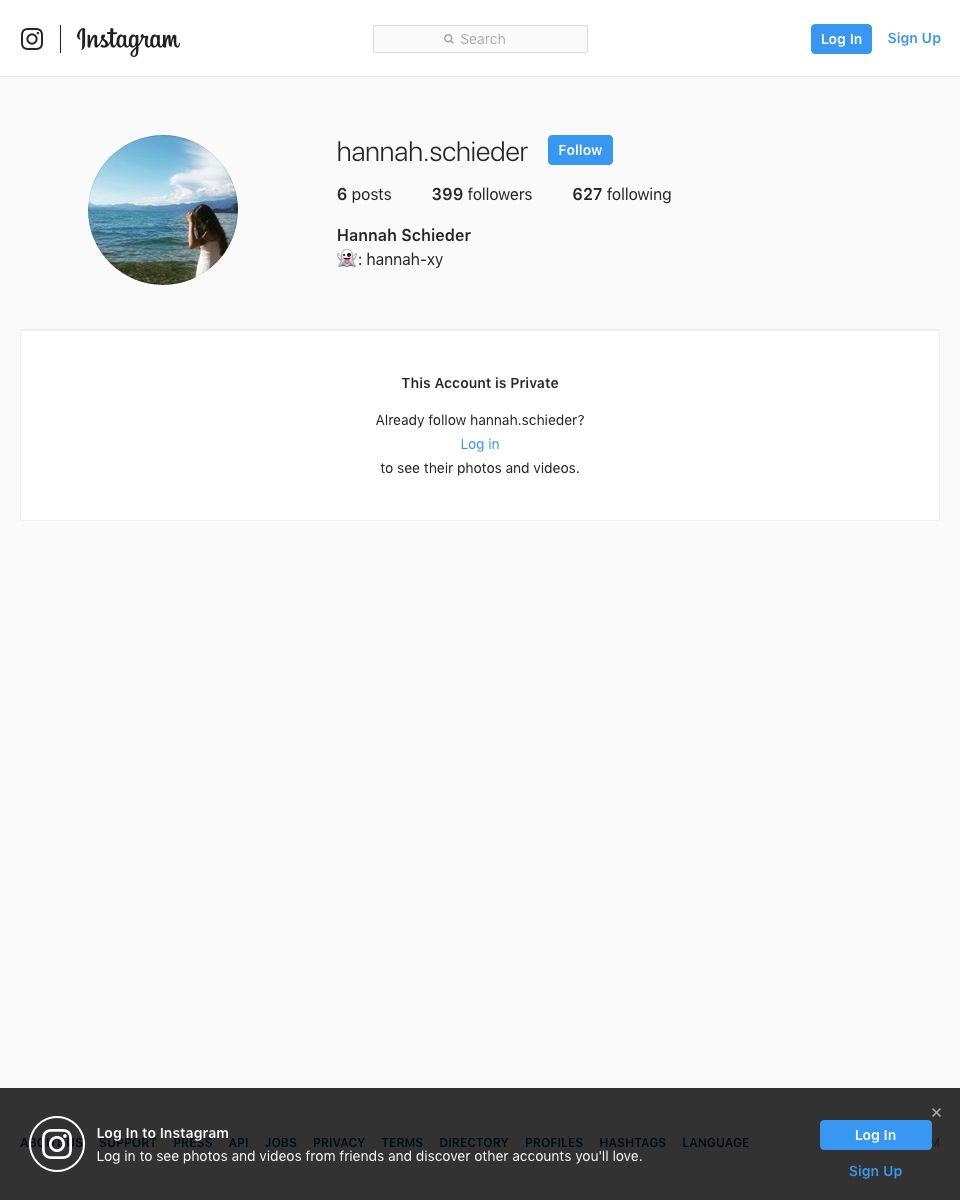 Instagram
Search
Log In
Sign Up
hannah.schieder
Follow
6 posts 399 followers 627 following
Hannah Schieder
👻: hannah-xy
This Account is Private
Already follow hannah.schieder?
Log in
to see their photos and videos.
Log In to Instagram
Log in to see photos and videos from friends and discover other accounts you'll love.
SUPPORT PRESS API JOBS PRIVACY TERMS DIRECTORY PROFILES HASHTAGS LANGUAGE
Log In
Sign Up